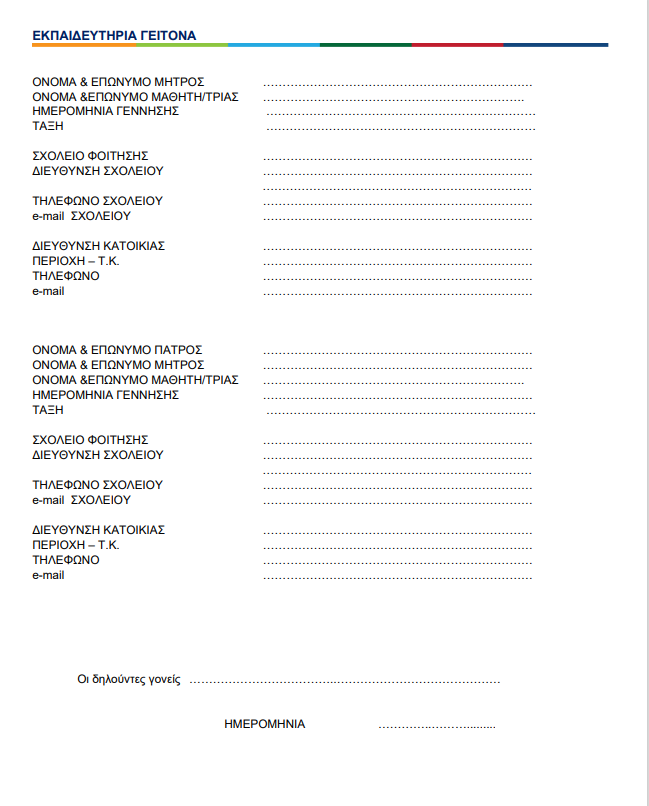 ΕΚΠΑΙΔΕΥΤΗΡΙΑ ΓΕΙΤΟΝΑ
ΟΝΟΜΑ & ΕΠΩΝΥΜΟ ΜΗΤΡΟΣ ……………………………………………………………
ΟΝΟΜΑ &ΕΠΩΝΥΜΟ ΜΑΘΗΤΗ/ΤΡΙΑΣ ………………………………………………………….
ΗΜΕΡΟΜΗΝΙΑ ΓΕΝΝΗΣΗΣ ……………………………………………………………
ΤΑΞΗ ……………………………………………………………
ΣΧΟΛΕΙΟ ΦΟΙΤΗΣΗΣ ……………………………………………………………
ΔΙΕΥΘΥΝΣΗ ΣΧΟΛΕΙΟΥ ……………………………………………………………
……………………………………………………………
ΤΗΛΕΦΩΝΟ ΣΧΟΛΕΙΟΥ ……………………………………………………………
e-mail ΣΧΟΛΕΙΟΥ ……………………………………………………………
ΔΙΕΥΘΥΝΣΗ ΚΑΤΟΙΚΙΑΣ ……………………………………………………………
ΠΕΡΙΟΧΗ – Τ.Κ. ……………………………………………………………
ΤΗΛΕΦΩΝΟ ……………………………………………………………
e-mail ……………………………………………………………
ΟΝΟΜΑ & ΕΠΩΝΥΜΟ ΠΑΤΡΟΣ ……………………………………………………………
ΟΝΟΜΑ & ΕΠΩΝΥΜΟ ΜΗΤΡΟΣ ……………………………………………………………
ΟΝΟΜΑ &ΕΠΩΝΥΜΟ ΜΑΘΗΤΗ/ΤΡΙΑΣ ………………………………………………………….
ΗΜΕΡΟΜΗΝΙΑ ΓΕΝΝΗΣΗΣ ……………………………………………………………
ΤΑΞΗ ……………………………………………………………
ΣΧΟΛΕΙΟ ΦΟΙΤΗΣΗΣ ……………………………………………………………
ΔΙΕΥΘΥΝΣΗ ΣΧΟΛΕΙΟΥ ……………………………………………………………
……………………………………………………………
ΤΗΛΕΦΩΝΟ ΣΧΟΛΕΙΟΥ ……………………………………………………………
e-mail ΣΧΟΛΕΙΟΥ ……………………………………………………………
ΔΙΕΥΘΥΝΣΗ ΚΑΤΟΙΚΙΑΣ ……………………………………………………………
ΠΕΡΙΟΧΗ – Τ.Κ. ……………………………………………………………
ΤΗΛΕΦΩΝΟ ……………………………………………………………
e-mail ……………………………………………………………
Οι δηλούντες γονείς ………………………………..……………………………………
ΗΜΕΡΟΜΗΝΙΑ …………..……….........